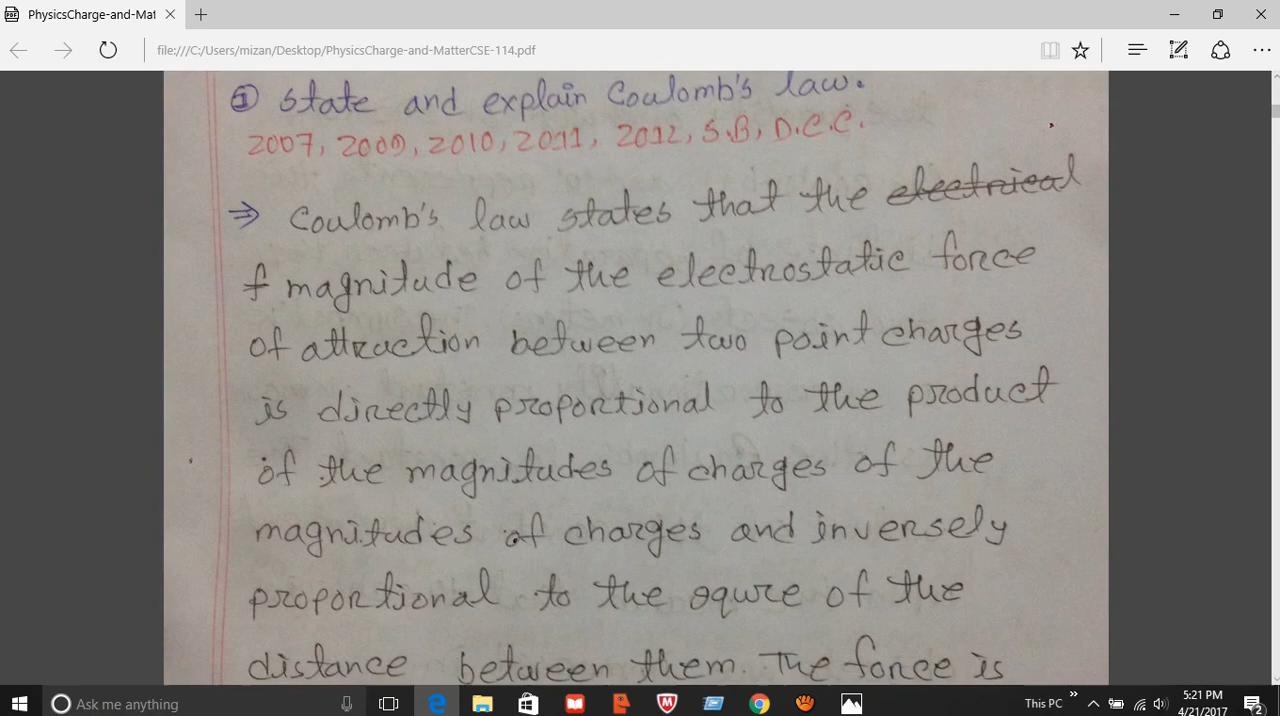 PhysicsCharge-and-Mat
file:///C:/Users/mizan/Desktop/PhysicsCharge-and-MatterCSE-114.pdf
① State and explain Coulomb's law.
2007, 2009, 2010, 2011, 2012, S.B, D.C.C.
⇒ Coulomb's law states that the electrical
f magnitude of the electrostatic force
of attraction between two point charges
is directly proportional to the product
of the magnitudes of charges of the
magnitudes of charges and inversely
proportional to the squre of the
distance between them. The force is
Ask me anything
This PC
5:21 PM
4/21/2017
2